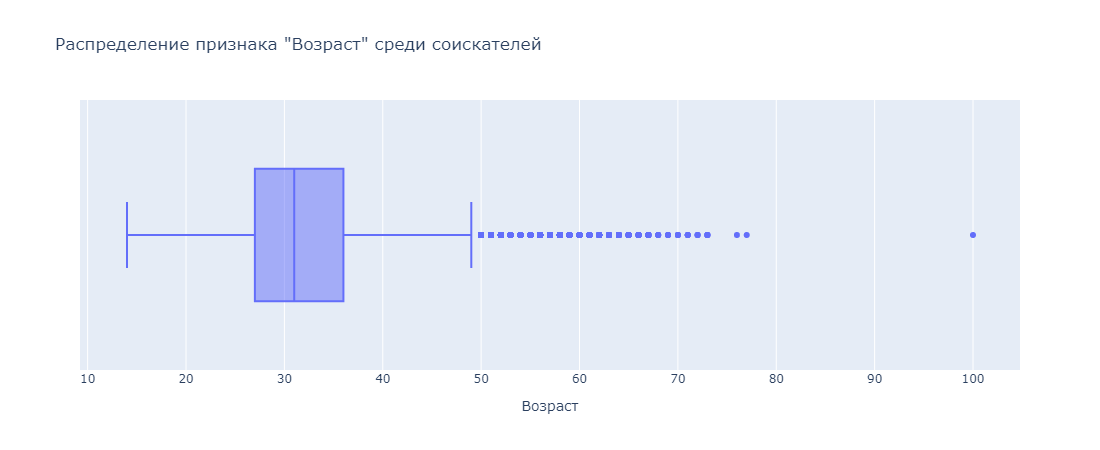 Распределение признака "Возраст" среди соискателей
10 20 30 40 50 60 70 80 90 100
Возраст